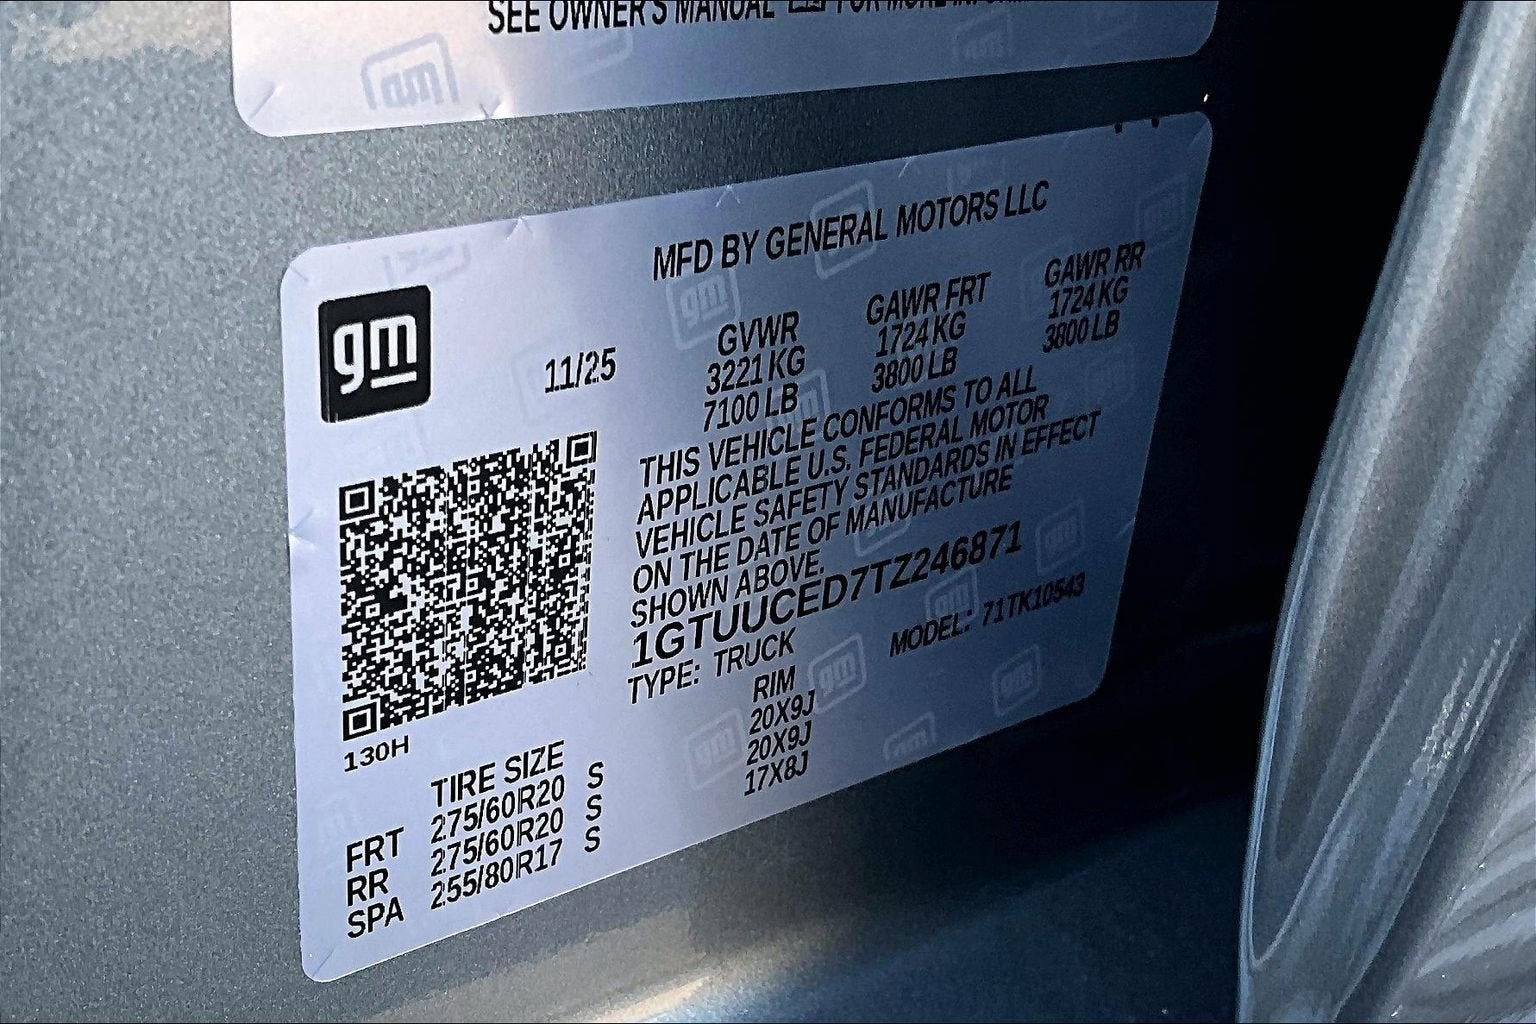 SEE OWNER'S MANUAL FOR MORE
gm
MFD BY GENERAL MOTORS LLC
11/25
GVWR
3221 KG
7100 LB
GAWR FRT
1724 KG
3800 LB
GAWR RR
1724 KG
3800 LB
THIS VEHICLE CONFORMS TO ALL
APPLICABLE U.S. FEDERAL MOTOR
VEHICLE SAFETY STANDARDS IN EFFECT
ON THE DATE OF MANUFACTURE
SHOWN ABOVE.
1GTUUCED7TZ246871
TYPE: TRUCK MODEL: 71TK10543
130H
TIRE SIZE RIM
FRT 275/60R20 S 20X9J
RR 275/60R20 S 20X9J
SPA 255/80R17 S 17X8J